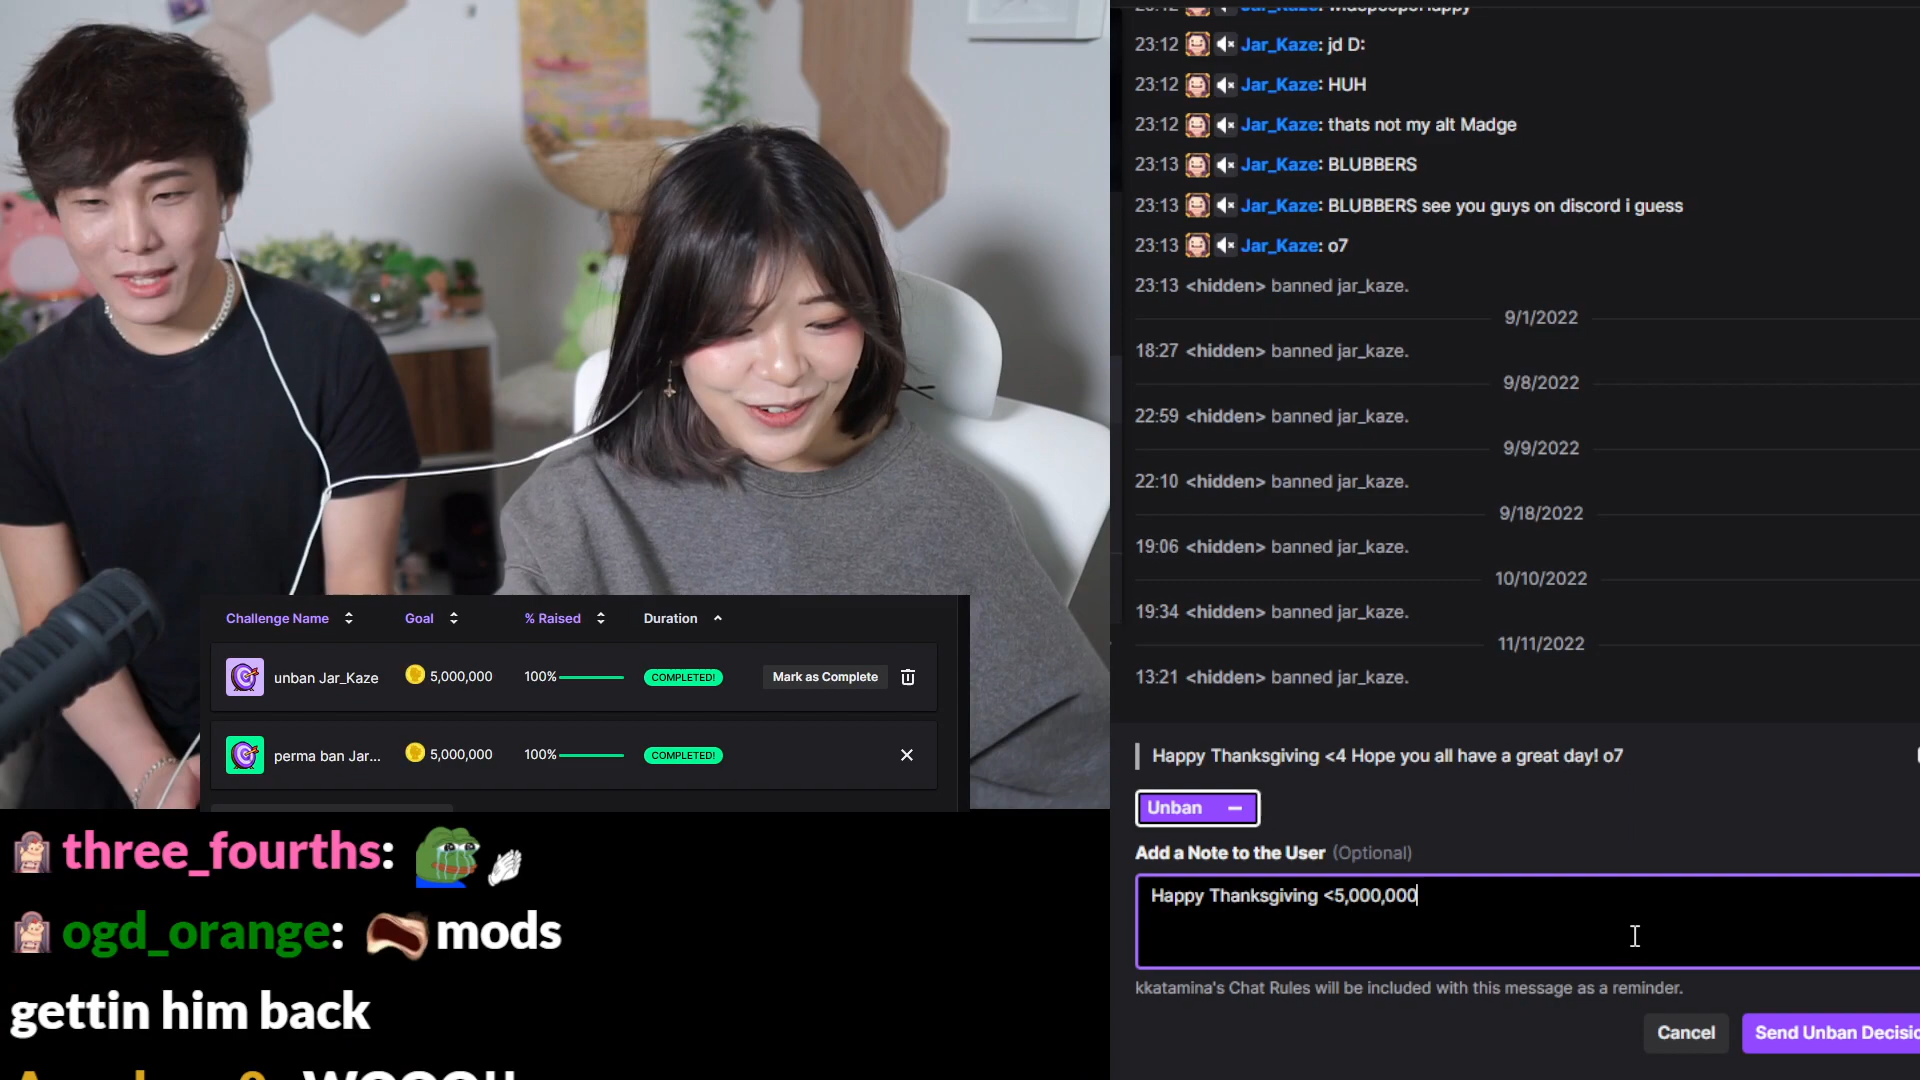 Jar_Kaze:
23:12 Jar_Kaze: jd D:
23:12 Jar_Kaze: HUH
23:12 Jar_Kaze: thats not my alt Madge
23:13 Jar_Kaze: BLUBBERS
23:13 Jar_Kaze: BLUBBERS see you guys on discord i guess
23:13 Jar_Kaze: o7
23:13 <hidden> banned jar_kaze.
9/1/2022
18:27 <hidden> banned jar_kaze.
9/8/2022
22:59 <hidden> banned jar_kaze.
9/9/2022
22:10 <hidden> banned jar_kaze.
9/18/2022
19:06 <hidden> banned jar_kaze.
10/10/2022
19:34 <hidden> banned jar_kaze.
11/11/2022
13:21 <hidden> banned jar_kaze.
Happy Thanksgiving <4 Hope you all have a great day! o7
Unban
Add a Note to the User (Optional)
Happy Thanksgiving <5,000,000
kkatamina's Chat Rules will be included with this message as a reminder.
Cancel Send Unban Decisio
Challenge Name Goal % Raised Duration
unban Jar_Kaze 5,000,000 100% COMPLETED! Mark as Complete
perma ban Jar... 5,000,000 100% COMPLETED!
three_fourths:
ogd_orange: mods
gettin him back